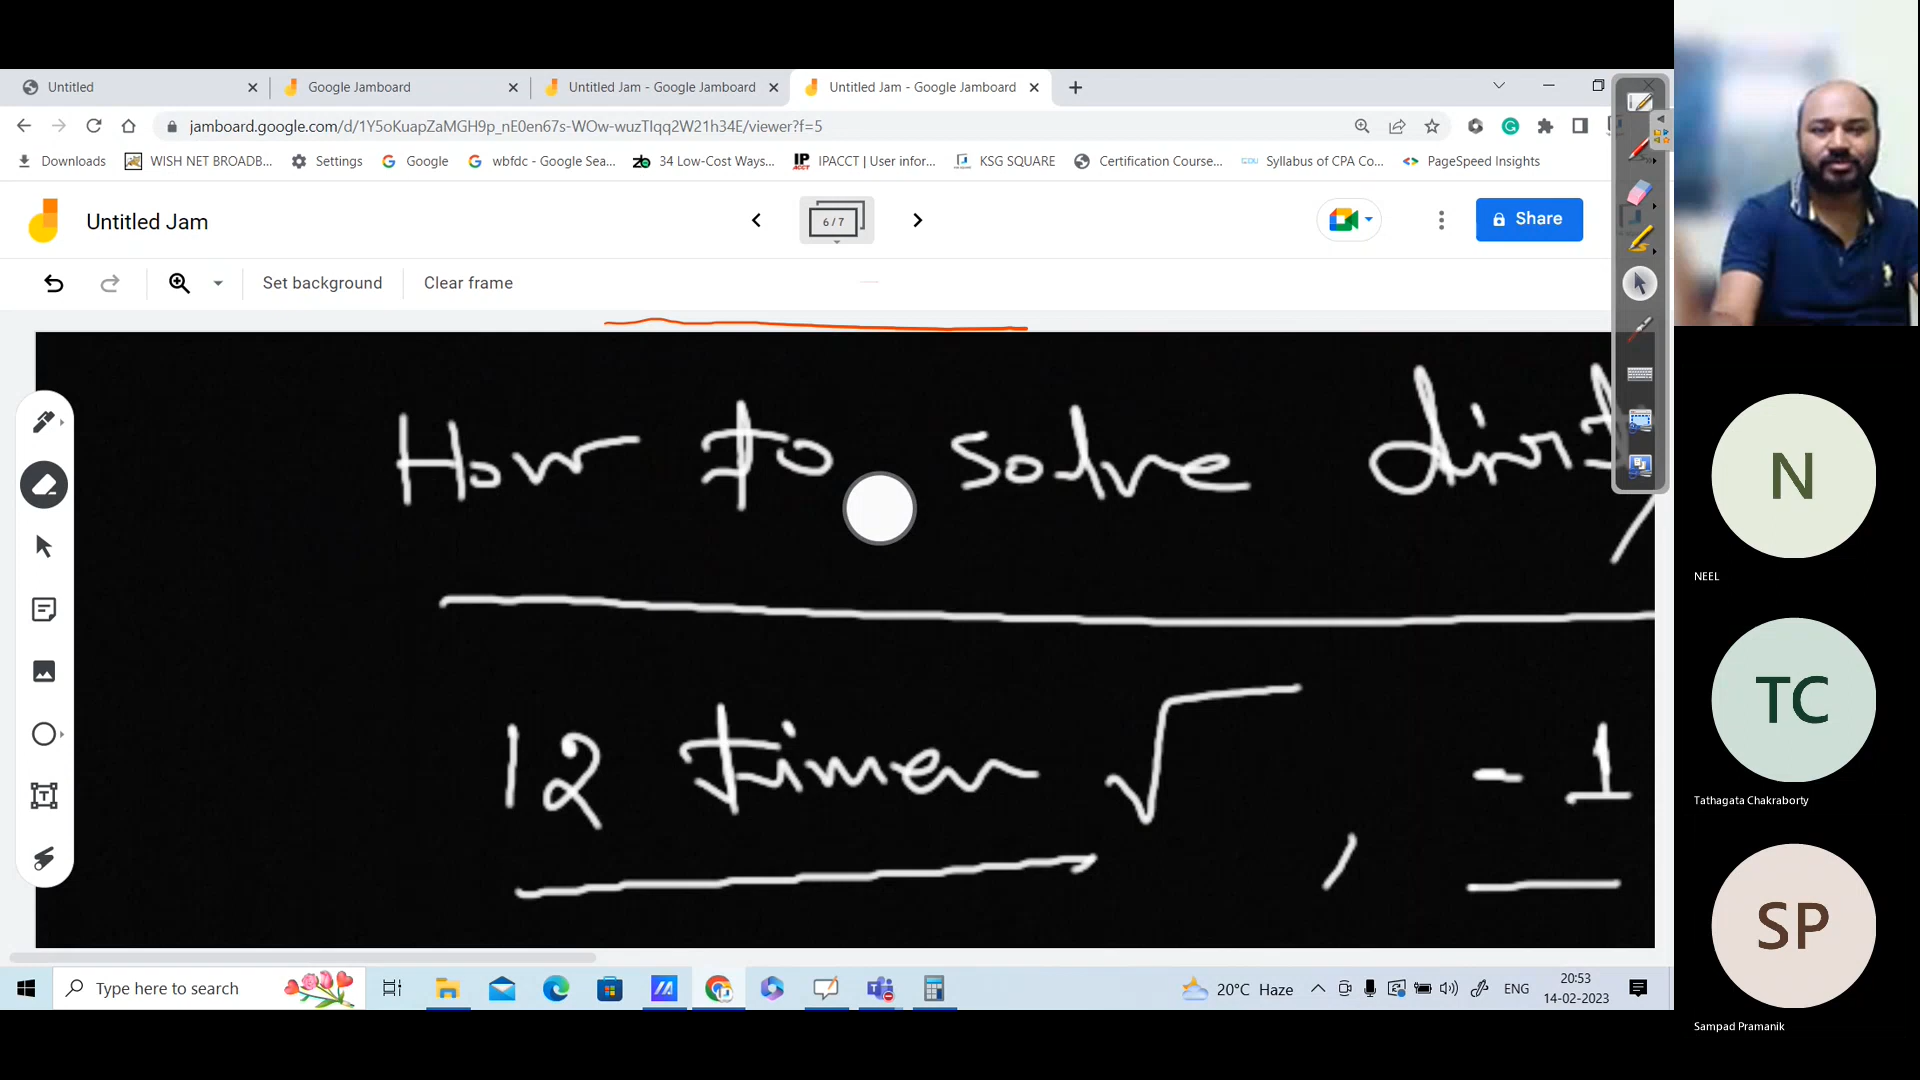 Untitled
Google Jamboard
Untitled Jam - Google Jamboard
Untitled Jam - Google Jamboard
jamboard.google.com/d/1Y5oKuapZaMGH9p_nE0en67s-WOw-wuzTIqq2W21h34E/viewer?f=5
Downloads WISH NET BROADB... Settings Google wbfdc - Google Sea... 34 Low-Cost Ways... IPACCT | User infor... KSG SQUARE Certification Course... Syllabus of CPA Co... PageSpeed Insights
Untitled Jam
6 / 7
Share
Set background Clear frame
How to solve
12 times √ , - 1
N
NEEL
TC
Tathagata Chakraborty
SP
Sampad Pramanik
Type here to search
20°C Haze
ENG
20:53
14-02-2023